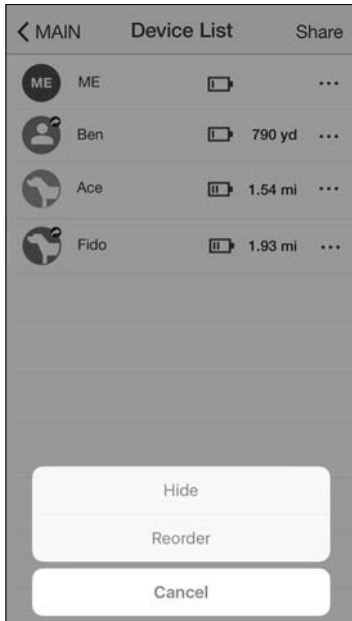 MAIN Device List Share
ME ME ...
Ben 790 yd ...
Ace 1.54 mi ...
Fido 1.93 mi ...
Hide
Reorder
Cancel